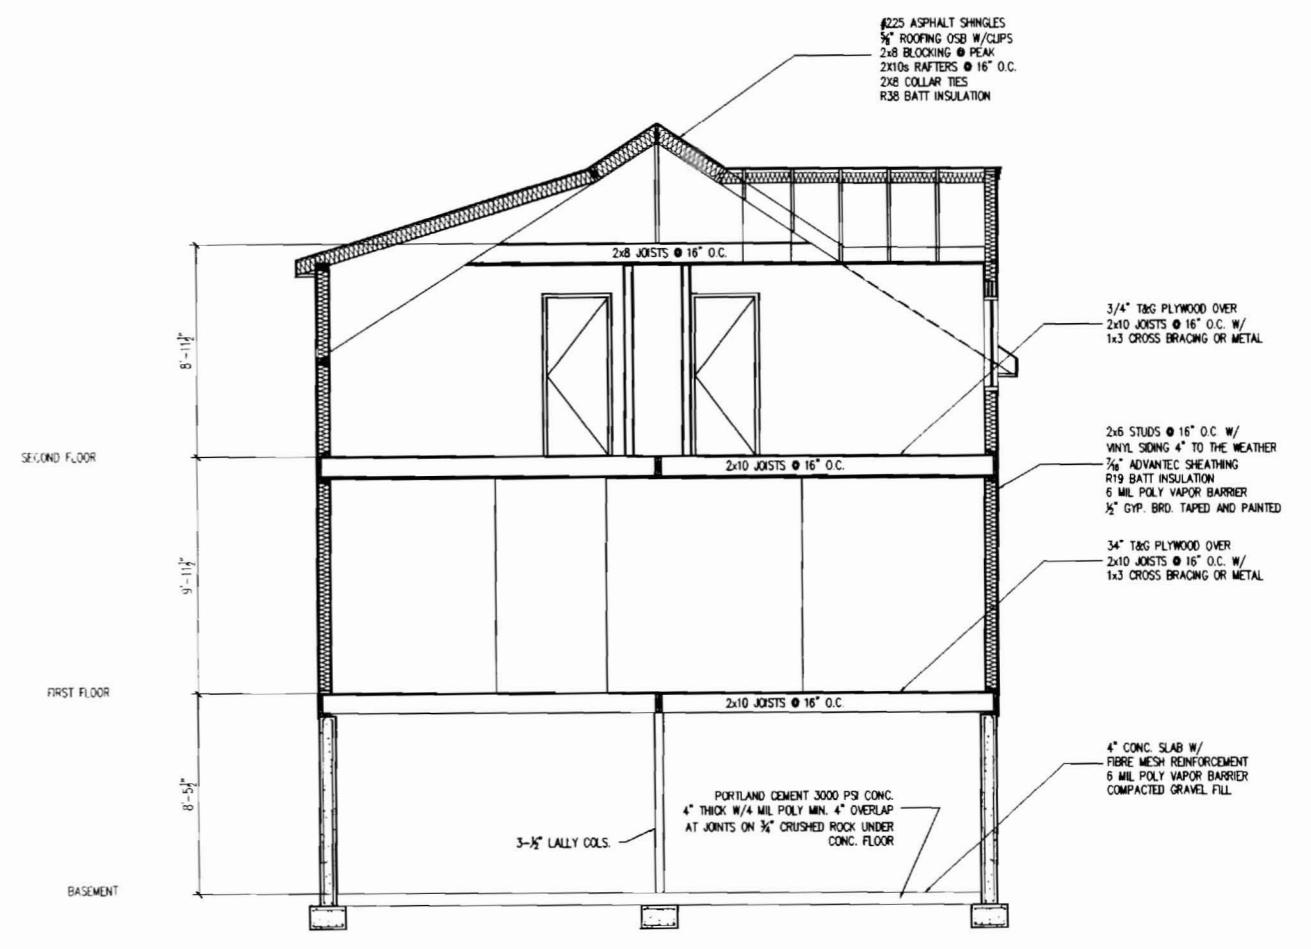 #225 ASPHALT SHINGLES
⅝" ROOFING OSB W/CLIPS
2x8 BLOCKING @ PEAK
2X10s RAFTERS @ 16" O.C.
2X8 COLLAR TIES
R38 BATT INSULATION
2x8 JOISTS @ 16" O.C.
8'-11½"
3/4" T&G PLYWOOD OVER
2x10 JOISTS @ 16" O.C. W/
1x3 CROSS BRACING OR METAL
SECOND FLOOR
2x10 JOISTS @ 16" O.C.
2x6 STUDS @ 16" O.C. W/
VINYL SIDING 4" TO THE WEATHER
7/16" ADVANTEC SHEATHING
R19 BATT INSULATION
6 MIL POLY VAPOR BARRIER
½" GYP. BRD. TAPED AND PAINTED
9'-11½"
34" T&G PLYWOOD OVER
2x10 JOISTS @ 16" O.C. W/
1x3 CROSS BRACING OR METAL
FIRST FLOOR
2x10 JOISTS @ 16" O.C.
8'-5½"
4" CONC. SLAB W/
FIBRE MESH REINFORCEMENT
6 MIL POLY VAPOR BARRIER
COMPACTED GRAVEL FILL
PORTLAND CEMENT 3000 PSI CONC.
4" THICK W/4 MIL POLY MIN. 4" OVERLAP
AT JOINTS ON ¾" CRUSHED ROCK UNDER
CONC. FLOOR
3-½" LALLY COLS.
BASEMENT